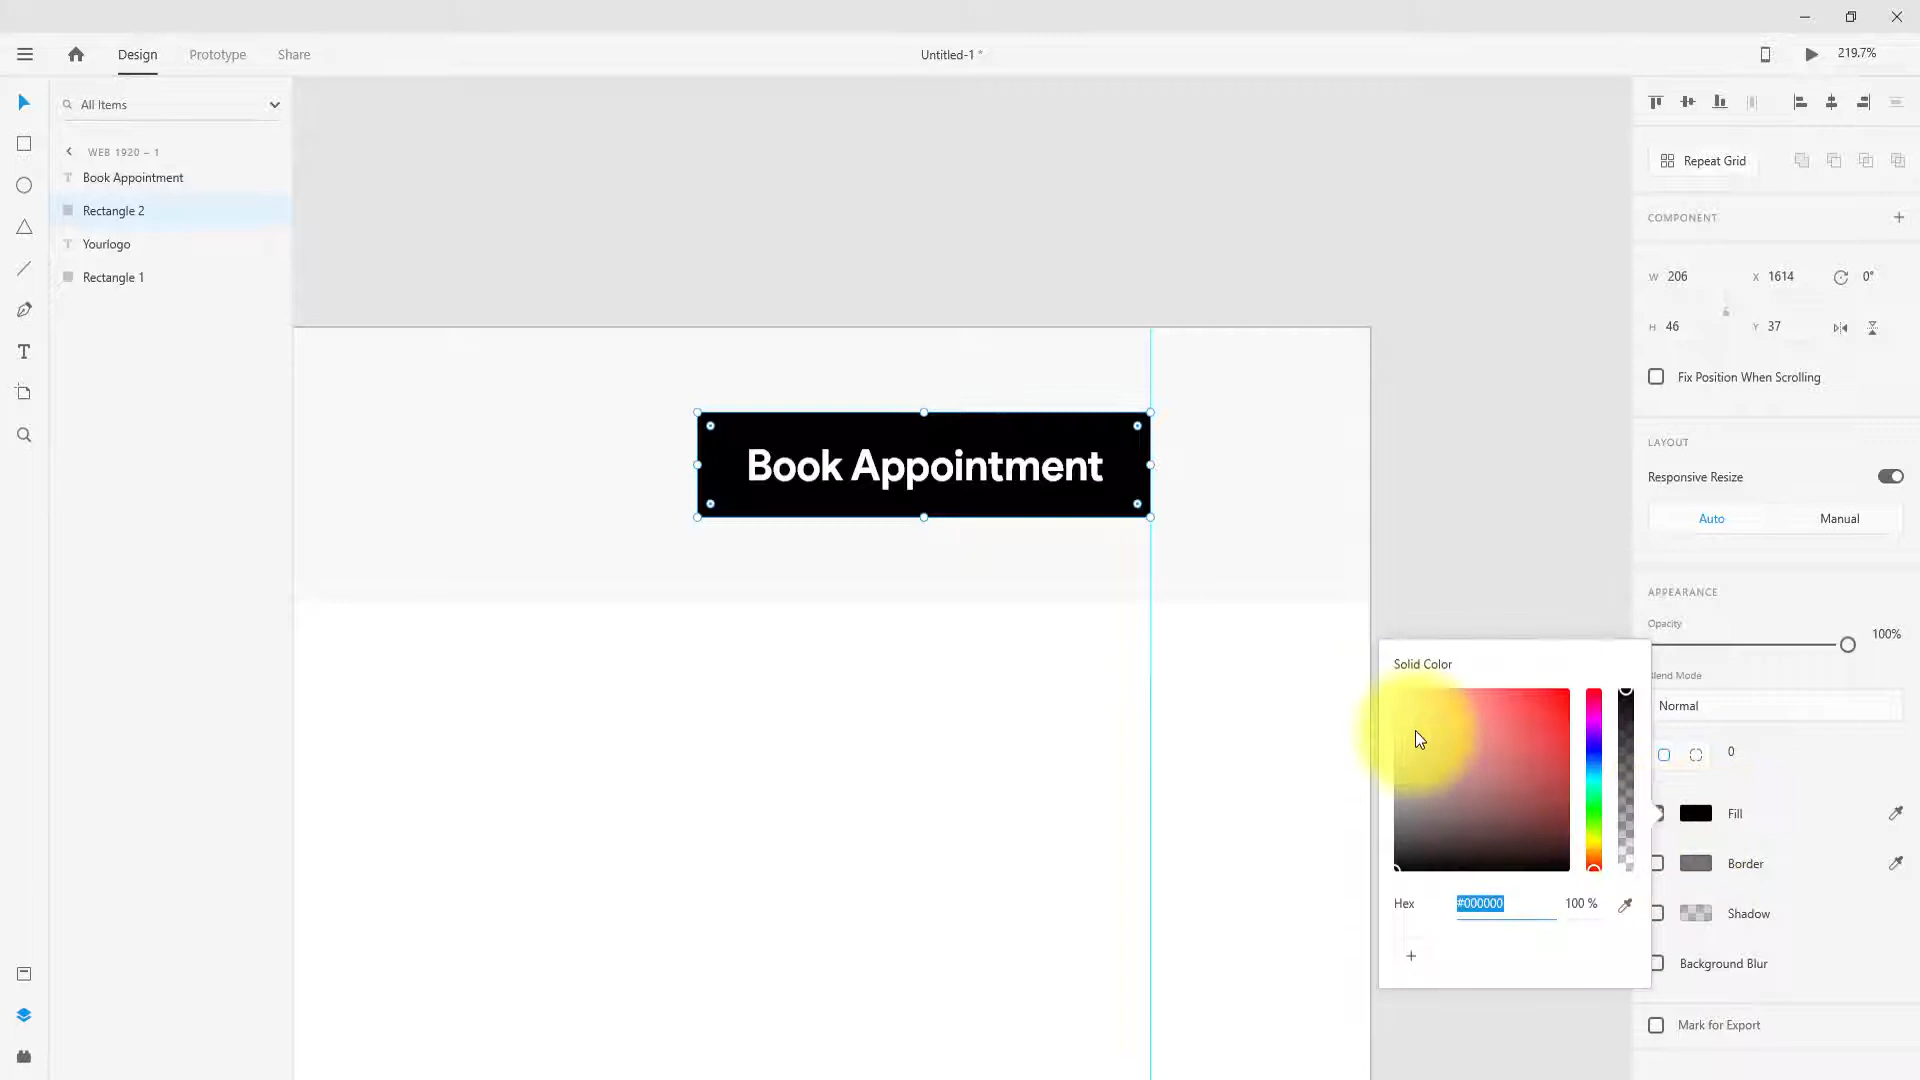 Design
Prototype
Share
Untitled-1 *
219.7%
All Items
WEB 1920 – 1
T Book Appointment
Rectangle 2
T Yourlogo
Rectangle 1
T
Book Appointment
Repeat Grid
COMPONENT
W 206
X 1614
0°
H 46
Y 37
Fix Position When Scrolling
LAYOUT
Responsive Resize
Auto
Manual
APPEARANCE
Opacity
100%
Blend Mode
Normal
0
Fill
Border
Shadow
Background Blur
Mark for Export
Solid Color
Hex
#000000
100 %